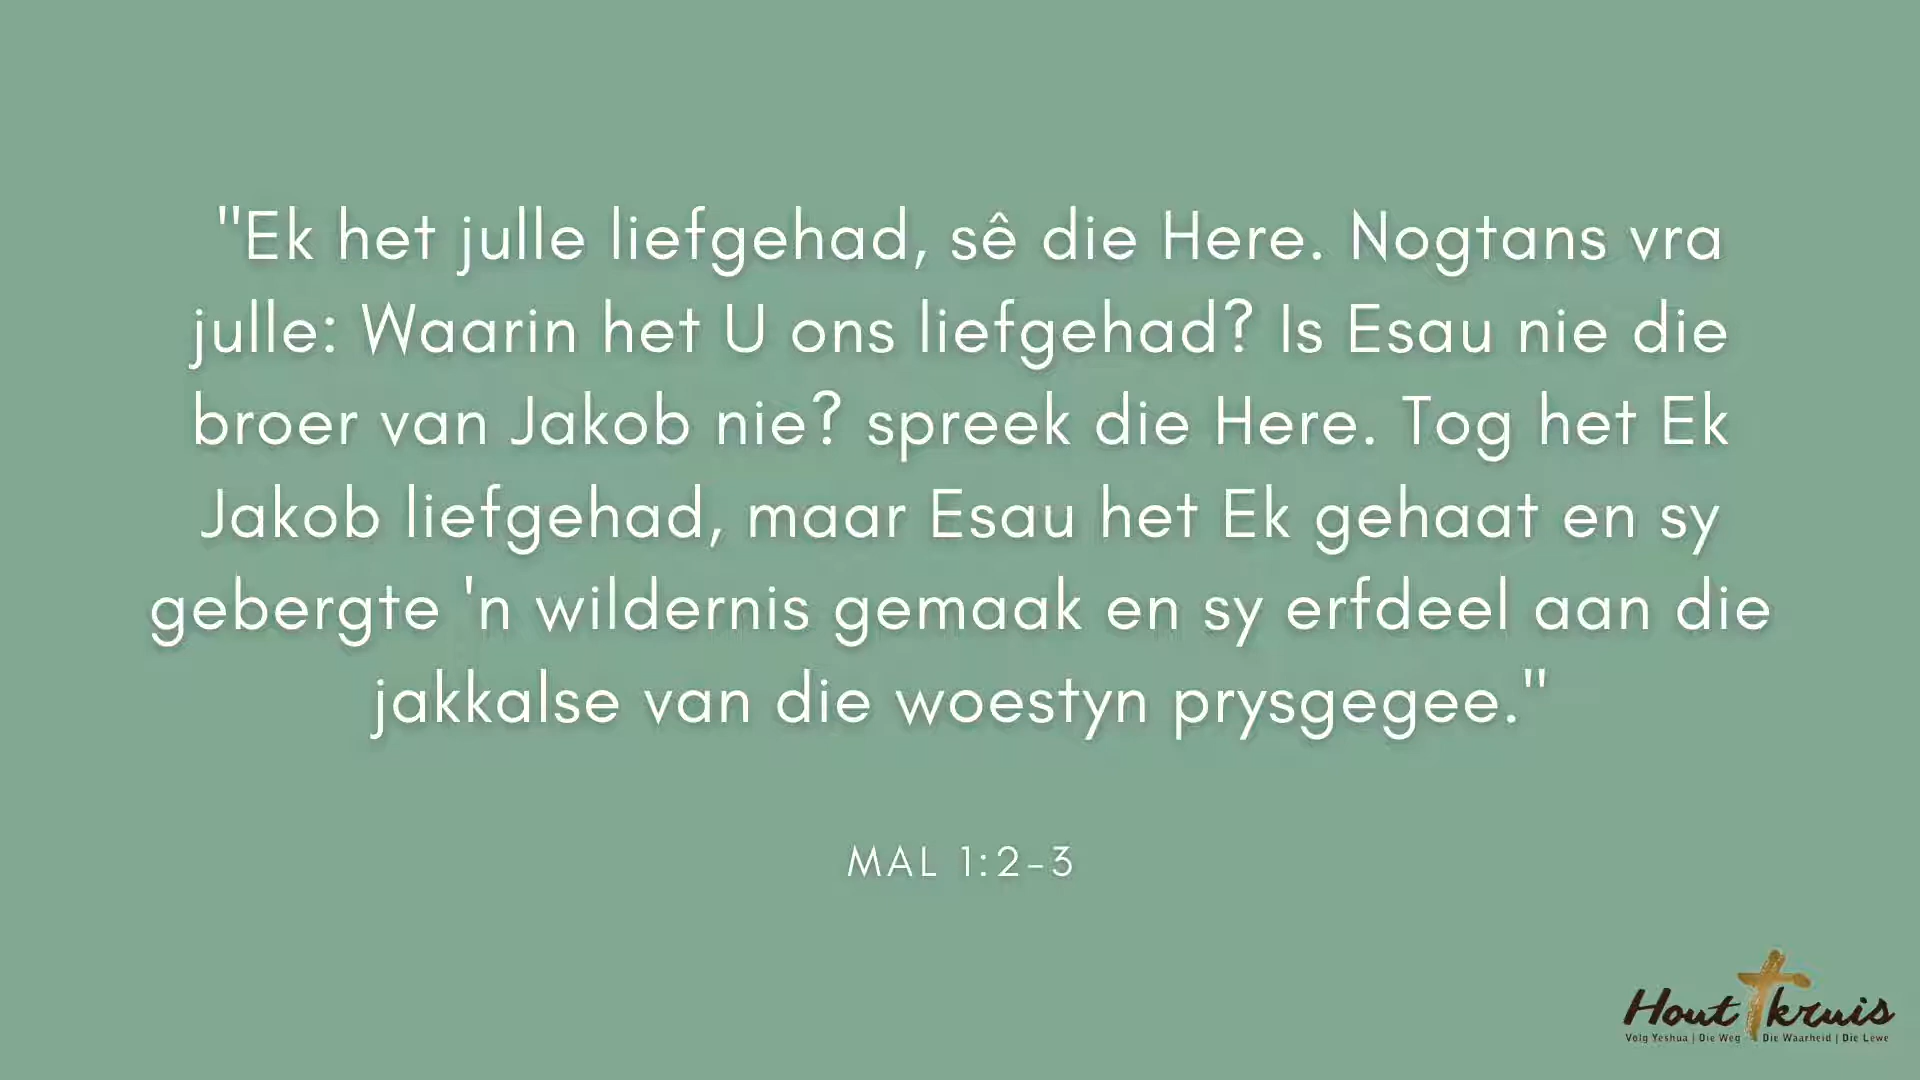 "Ek het julle liefgehad, sê die Here. Nogtans vra
julle: Waarin het U ons liefgehad? Is Esau nie die
broer van Jakob nie? spreek die Here. Tog het Ek
Jakob liefgehad, maar Esau het Ek gehaat en sy
gebergte 'n wildernis gemaak en sy erfdeel aan die
jakkalse van die woestyn prysgegee."
MAL 1:2-3
Hout kruis
Volg Yeshua | Die Weg Die Waarheid | Die Lewe